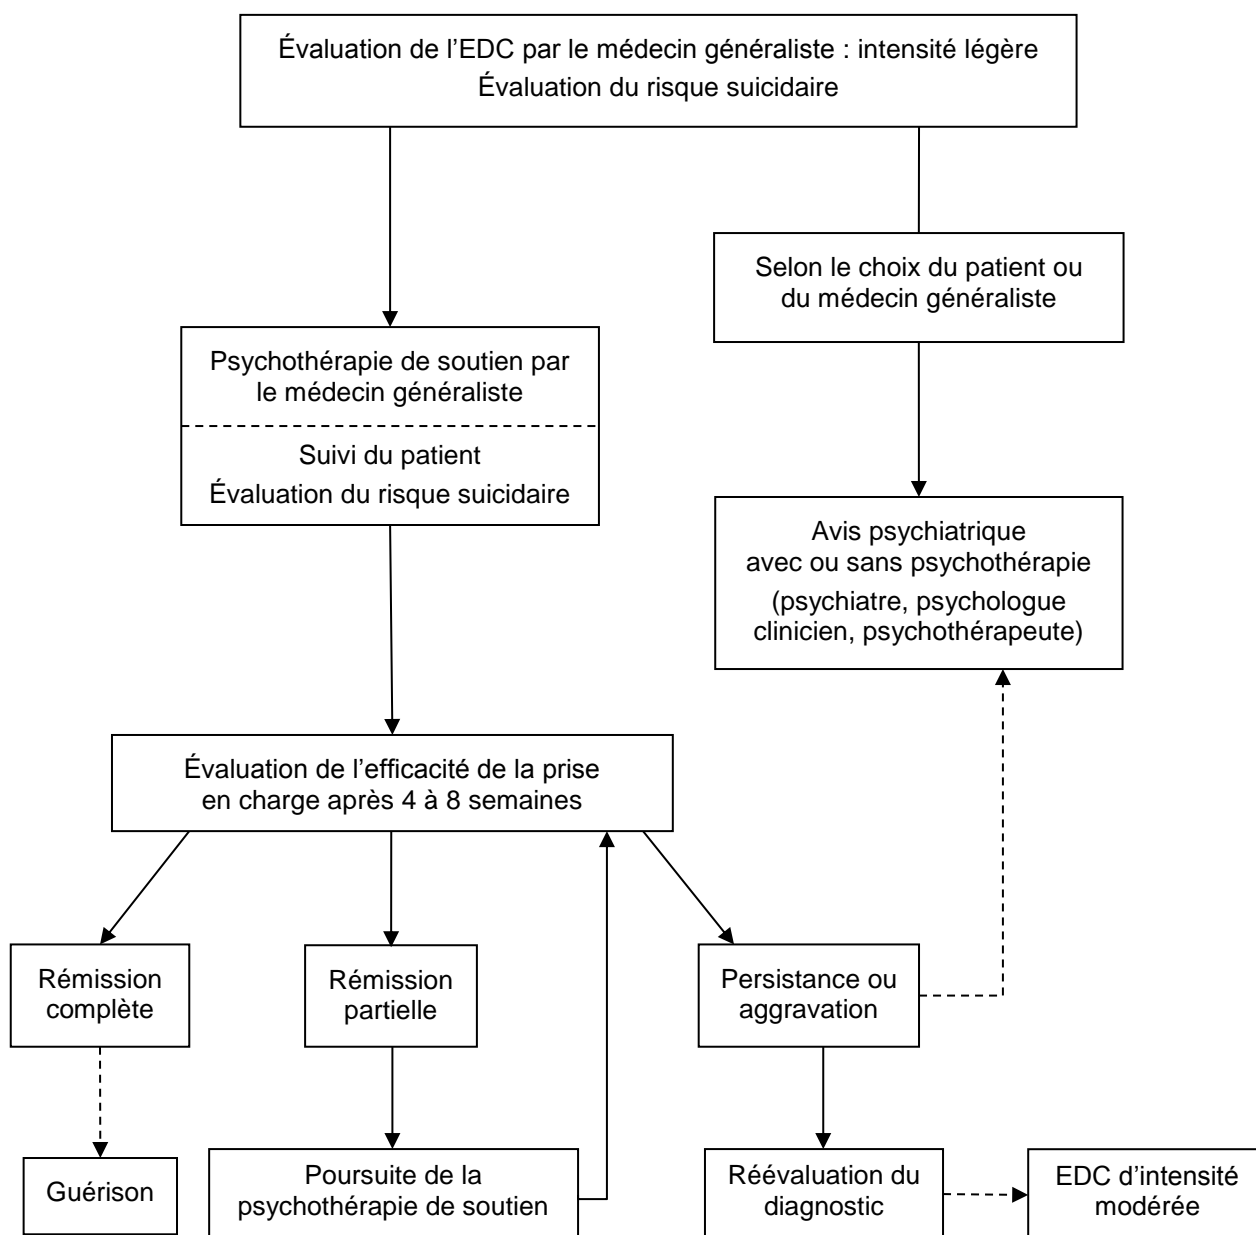 Évaluation de l’EDC par le médecin généraliste : intensité légère
Évaluation du risque suicidaire
Selon le choix du patient ou
du médecin généraliste
Psychothérapie de soutien par
le médecin généraliste
Suivi du patient
Évaluation du risque suicidaire
Avis psychiatrique
avec ou sans psychothérapie
(psychiatre, psychologue
clinicien, psychothérapeute)
Évaluation de l’efficacité de la prise
en charge après 4 à 8 semaines
Rémission
complète
Rémission
partielle
Persistance ou
aggravation
Guérison
Poursuite de la
psychothérapie de soutien
Réévaluation du
diagnostic
EDC d’intensité
modérée